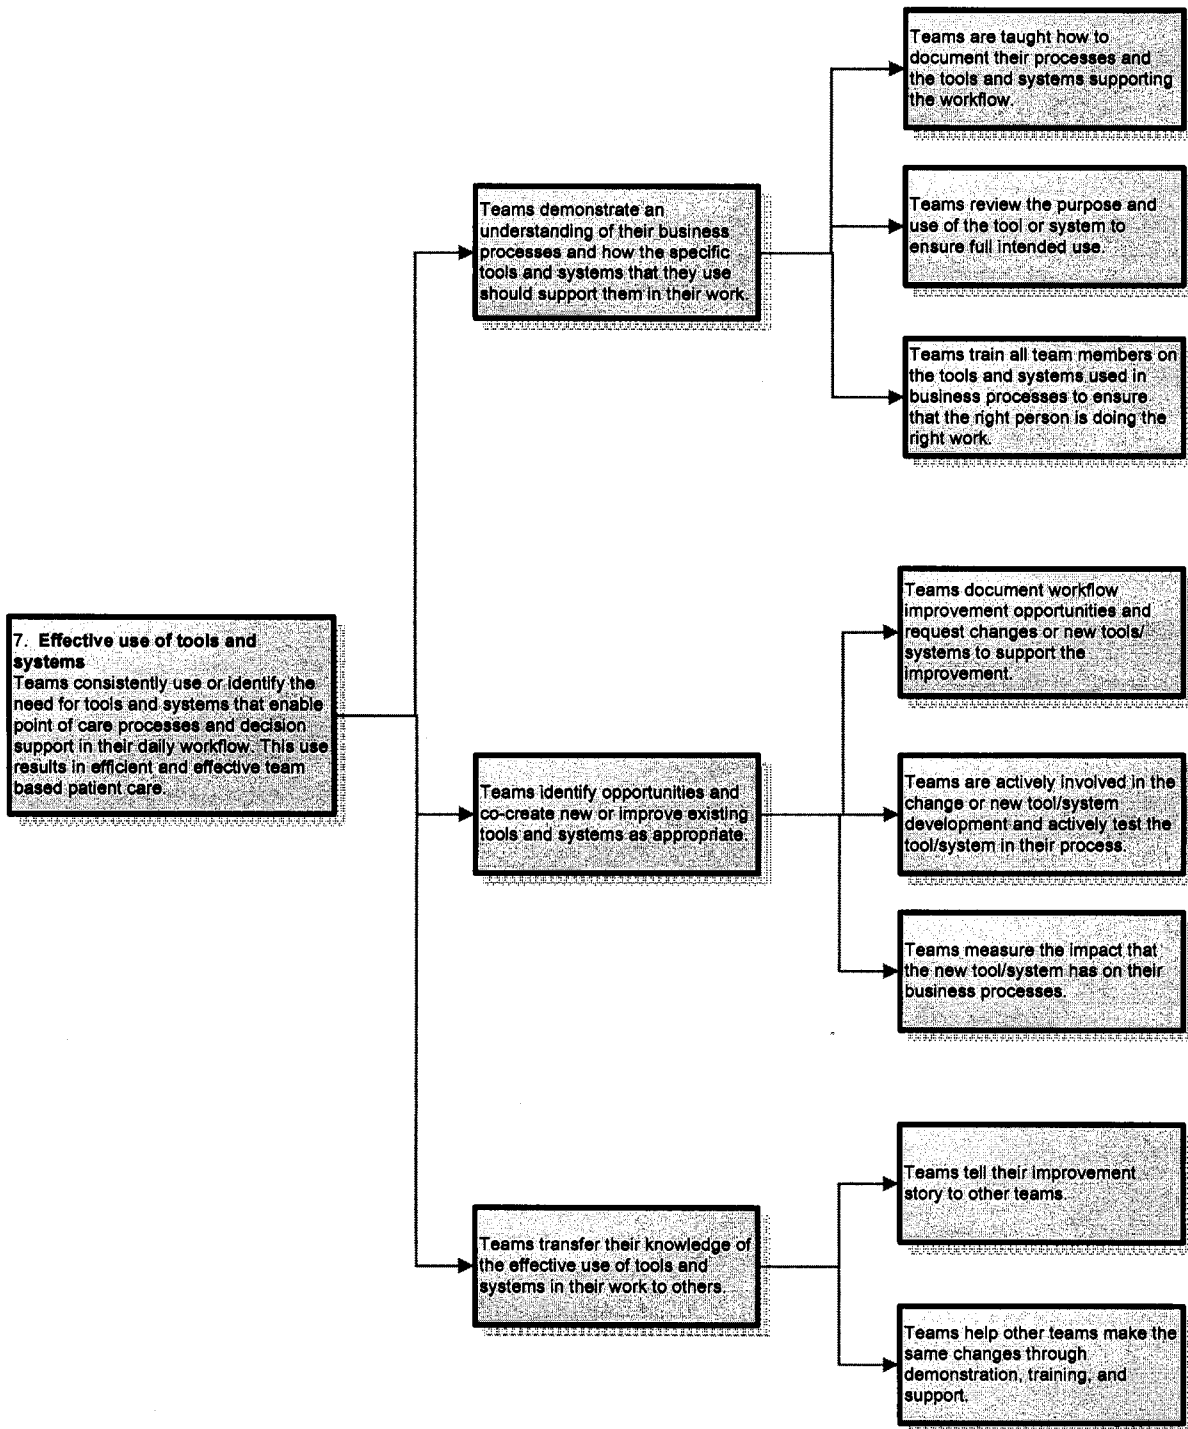 Teams are taught how to
document their processes and
the tools and systems supporting
the workflow.
Teams review the purpose and
use of the tool or system to
ensure full intended use.
Teams demonstrate an
understanding of their business
processes and how the specific
tools and systems that they use
should support them in their work.
Teams train all team members on
the tools and systems used in
business processes to ensure
that the right person is doing the
right work.
7. Effective use of tools and
systems
Teams consistently use or identify the
need for tools and systems that enable
point of care processes and decision
support in their daily workflow. This use
results in efficient and effective team
based patient care.
Teams document workflow
improvement opportunities and
request changes or new tools/
systems to support the
improvement.
Teams identify opportunities and
co-create new or improve existing
tools and systems as appropriate.
Teams are actively involved in the
change or new tool/system
development and actively test the
tool/system in their process.
Teams measure the impact that
the new tool/system has on their
business processes.
Teams transfer their knowledge of
the effective use of tools and
systems in their work to others.
Teams tell their improvement
story to other teams.
Teams help other teams make the
same changes through
demonstration, training, and
support.